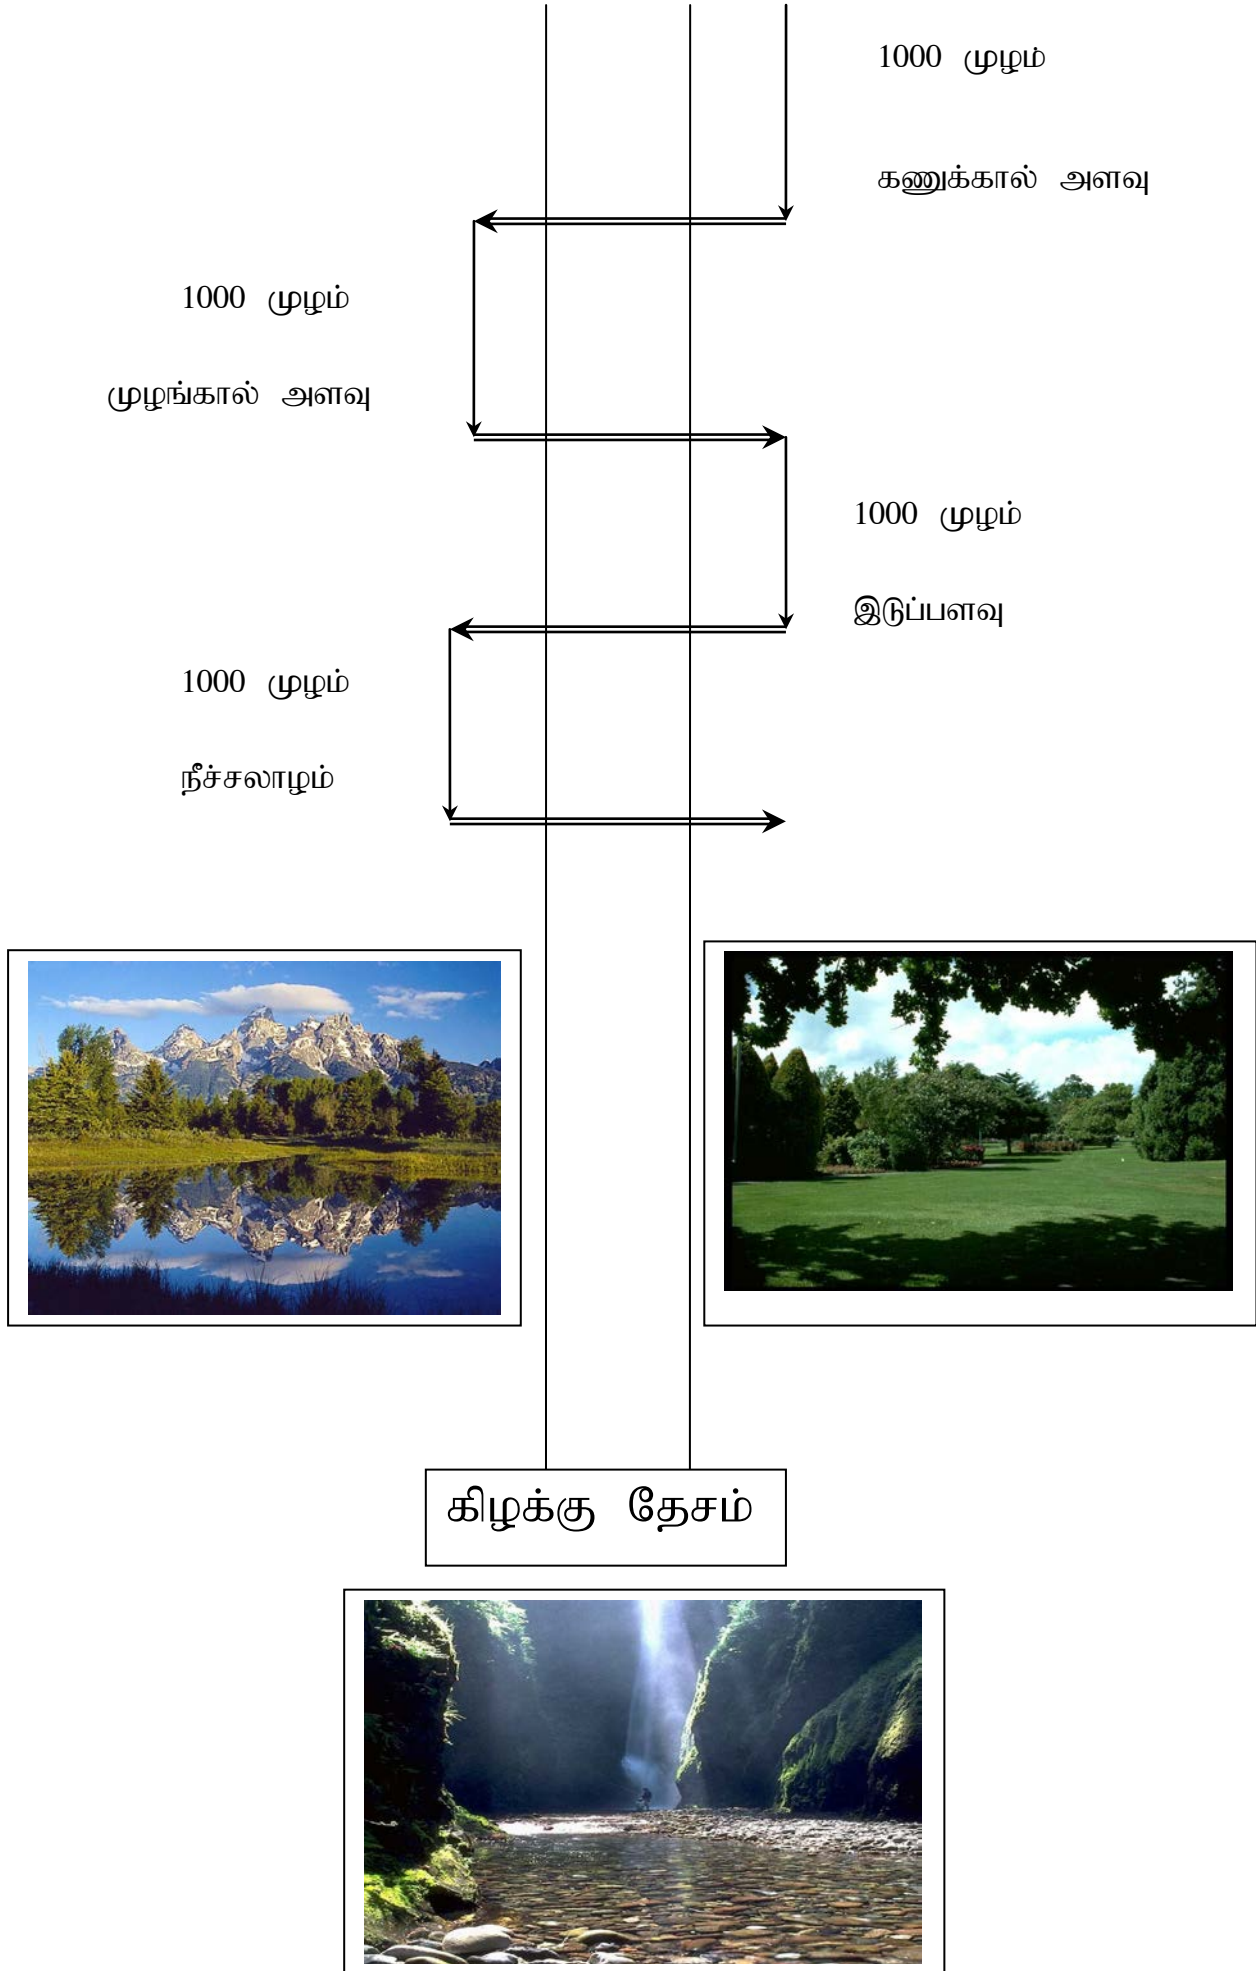 1000 முழம்
கணுக்கால் அளவு
1000 முழம்
முழங்கால் அளவு
1000 முழம்
இடுப்பளவு
1000 முழம்
நீச்சலாழம்
கிழக்கு தேசம்